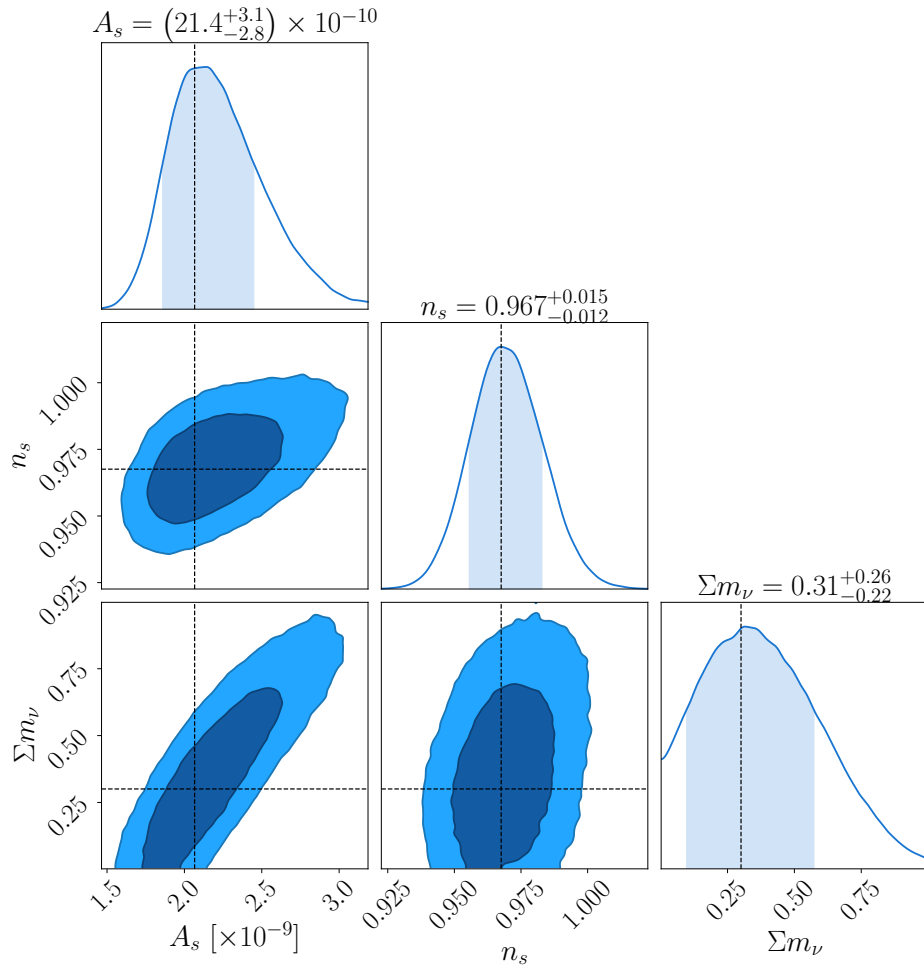 A_s = (21.4^{+3.1}_{-2.8}) × 10^{-10}
n_s = 0.967^{+0.015}_{-0.012}
1.000
0.975
0.950
0.925
n_s
Σm_ν = 0.31^{+0.26}_{-0.22}
0.75
0.50
0.25
Σm_ν
1.5 2.0 2.5 3.0
0.925 0.950 0.975 1.000
0.25 0.50 0.75
A_s [×10^{-9}]
n_s
Σm_ν